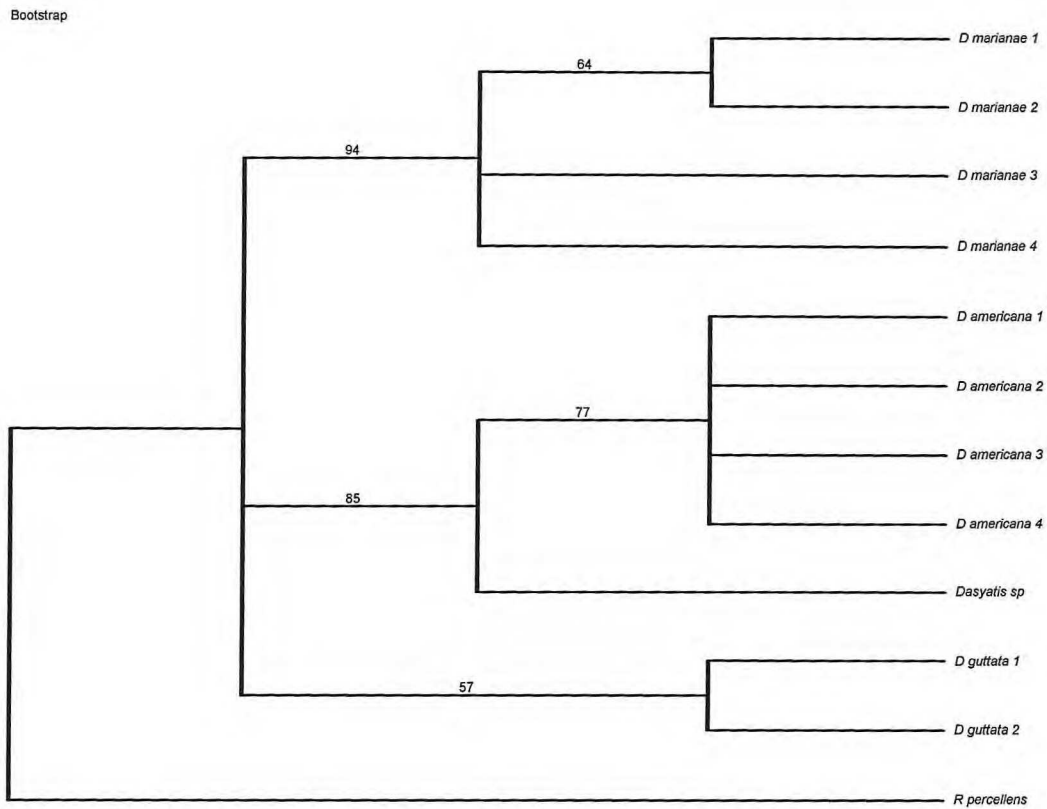 Bootstrap
D marianae 1
64
D marianae 2
94
D marianae 3
D marianae 4
D americana 1
D americana 2
77
D americana 3
85
D americana 4
Dasyatis sp
D guttata 1
57
D guttata 2
R percellens